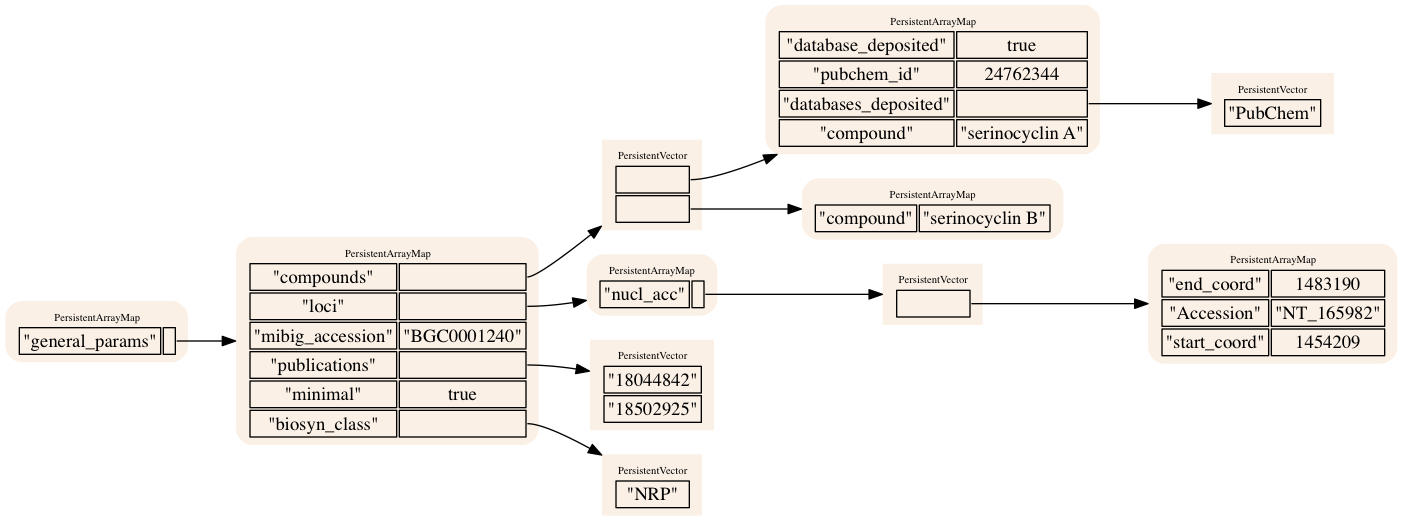 PersistentArrayMap
"general_params"
PersistentArrayMap
"compounds"
"loci"
"mibig_accession" "BGC0001240"
"publications"
"minimal" true
"biosyn_class"
PersistentVector
PersistentArrayMap
"database_deposited" true
"pubchem_id" 24762344
"databases_deposited"
"compound" "serinocyclin A"
PersistentVector
"PubChem"
PersistentArrayMap
"compound" "serinocyclin B"
PersistentArrayMap
"nucl_acc"
PersistentVector
PersistentArrayMap
"end_coord" 1483190
"Accession" "NT_165982"
"start_coord" 1454209
PersistentVector
"18044842"
"18502925"
PersistentVector
"NRP"